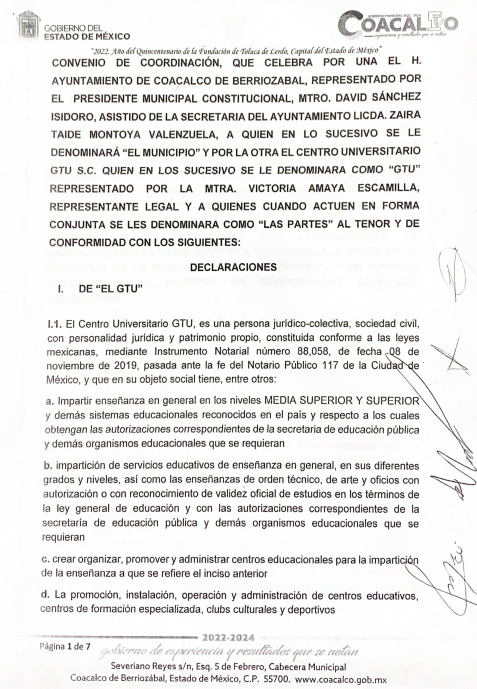 GOBIERNO DEL
ESTADO DE MÉXICO
COACALCO
"2022. Año del Quincentenario de la Fundación de Toluca de Lerdo, Capital del Estado de México"
CONVENIO DE COORDINACIÓN, QUE CELEBRA POR UNA EL H.
AYUNTAMIENTO DE COACALCO DE BERRIOZABAL, REPRESENTADO POR
EL PRESIDENTE MUNICIPAL CONSTITUCIONAL, MTRO. DAVID SÁNCHEZ
ISIDORO, ASISTIDO DE LA SECRETARIA DEL AYUNTAMIENTO LICDA. ZAIRA
TAIDE MONTOYA VALENZUELA, A QUIEN EN LO SUCESIVO SE LE
DENOMINARÁ “EL MUNICIPIO” Y POR LA OTRA EL CENTRO UNIVERSITARIO
GTU S.C. QUIEN EN LOS SUCESIVO SE LE DENOMINARA COMO “GTU”
REPRESENTADO POR LA MTRA. VICTORIA AMAYA ESCAMILLA,
REPRESENTANTE LEGAL Y A QUIENES CUANDO ACTUEN EN FORMA
CONJUNTA SE LES DENOMINARA COMO “LAS PARTES” AL TENOR Y DE
CONFORMIDAD CON LOS SIGUIENTES:
DECLARACIONES
I. DE “EL GTU”
I.1. El Centro Universitario GTU, es una persona jurídico-colectiva, sociedad civil,
con personalidad jurídica y patrimonio propio, constituida conforme a las leyes
mexicanas, mediante Instrumento Notarial número 88,058, de fecha 08 de
noviembre de 2019, pasada ante la fe del Notario Público 117 de la Ciudad de
México, y que en su objeto social tiene, entre otros:
a. Impartir enseñanza en general en los niveles MEDIA SUPERIOR Y SUPERIOR
y demás sistemas educacionales reconocidos en el país y respecto a los cuales
obtengan las autorizaciones correspondientes de la secretaria de educación pública
y demás organismos educacionales que se requieran
b. impartición de servicios educativos de enseñanza en general, en sus diferentes
grados y niveles, así como las enseñanzas de orden técnico, de arte y oficios con
autorización o con reconocimiento de validez oficial de estudios en los términos de
la ley general de educación y con las autorizaciones correspondientes de la
secretaría de educación pública y demás organismos educacionales que se
requieran
c. crear organizar, promover y administrar centros educacionales para la impartición
de la enseñanza a que se refiere el inciso anterior
d. La promoción, instalación, operación y administración de centros educativos,
centros de formación especializada, clubs culturales y deportivos
2022-2024
Página 1 de 7
gobierno de experiencia y resultados que se notan
Severiano Reyes s/n, Esq. 5 de Febrero, Cabecera Municipal
Coacalco de Berriozábal, Estado de México, C.P. 55700. www.coacalco.gob.mx